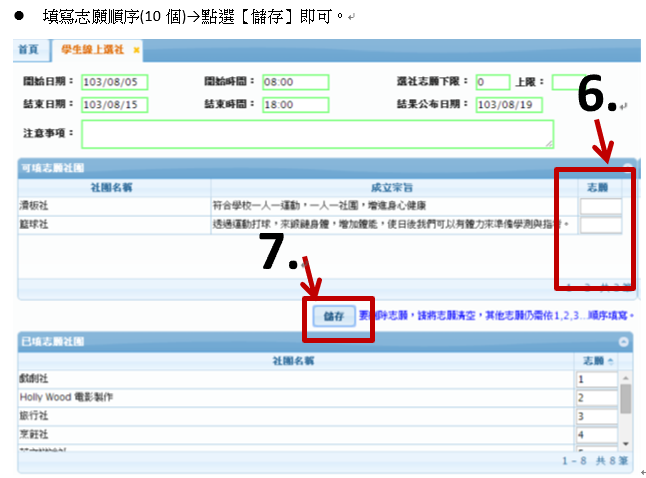 ● 填寫志願順序(10 個)→點選【儲存】即可。
首頁 學生線上選社 ×
開始日期： 103/08/05 開始時間： 08:00 選社志願下限： 0 上限：
結束日期： 103/08/15 結束時間： 18:00 結果公布日期： 103/08/19
6.
注意事項：
可填志願社團
社團名稱 成立宗旨 志願
滑板社 符合學校一人一運動，一人一社團，增進身心健康
籃球社 透過運動打球，來鍛鍊身體，增加體能，使日後我們可以有體力來準備學測與指考。
7.
儲存 刪除志願，請將志願清空，其他志願仍需依1,2,3...順序填寫。
已填志願社團
社團名稱 志願
戲劇社 1
Holly Wood 電影製作 2
旅行社 3
烹飪社 4
1 - 8 共 8 筆